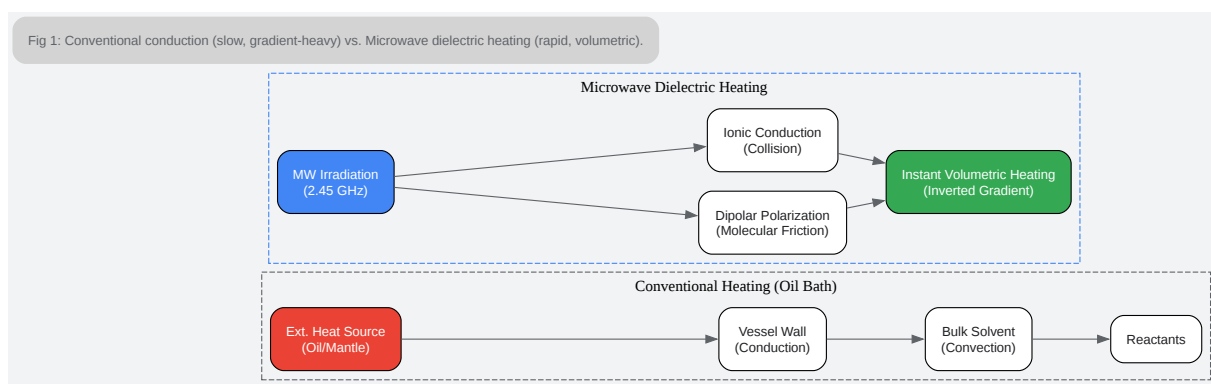 Fig 1: Conventional conduction (slow, gradient-heavy) vs. Microwave dielectric heating (rapid, volumetric).
Microwave Dielectric Heating
MW Irradiation
(2.45 GHz)
Ionic Conduction
(Collision)
Dipolar Polarization
(Molecular Friction)
Instant Volumetric Heating
(Inverted Gradient)
Conventional Heating (Oil Bath)
Ext. Heat Source
(Oil/Mantle)
Vessel Wall
(Conduction)
Bulk Solvent
(Convection)
Reactants